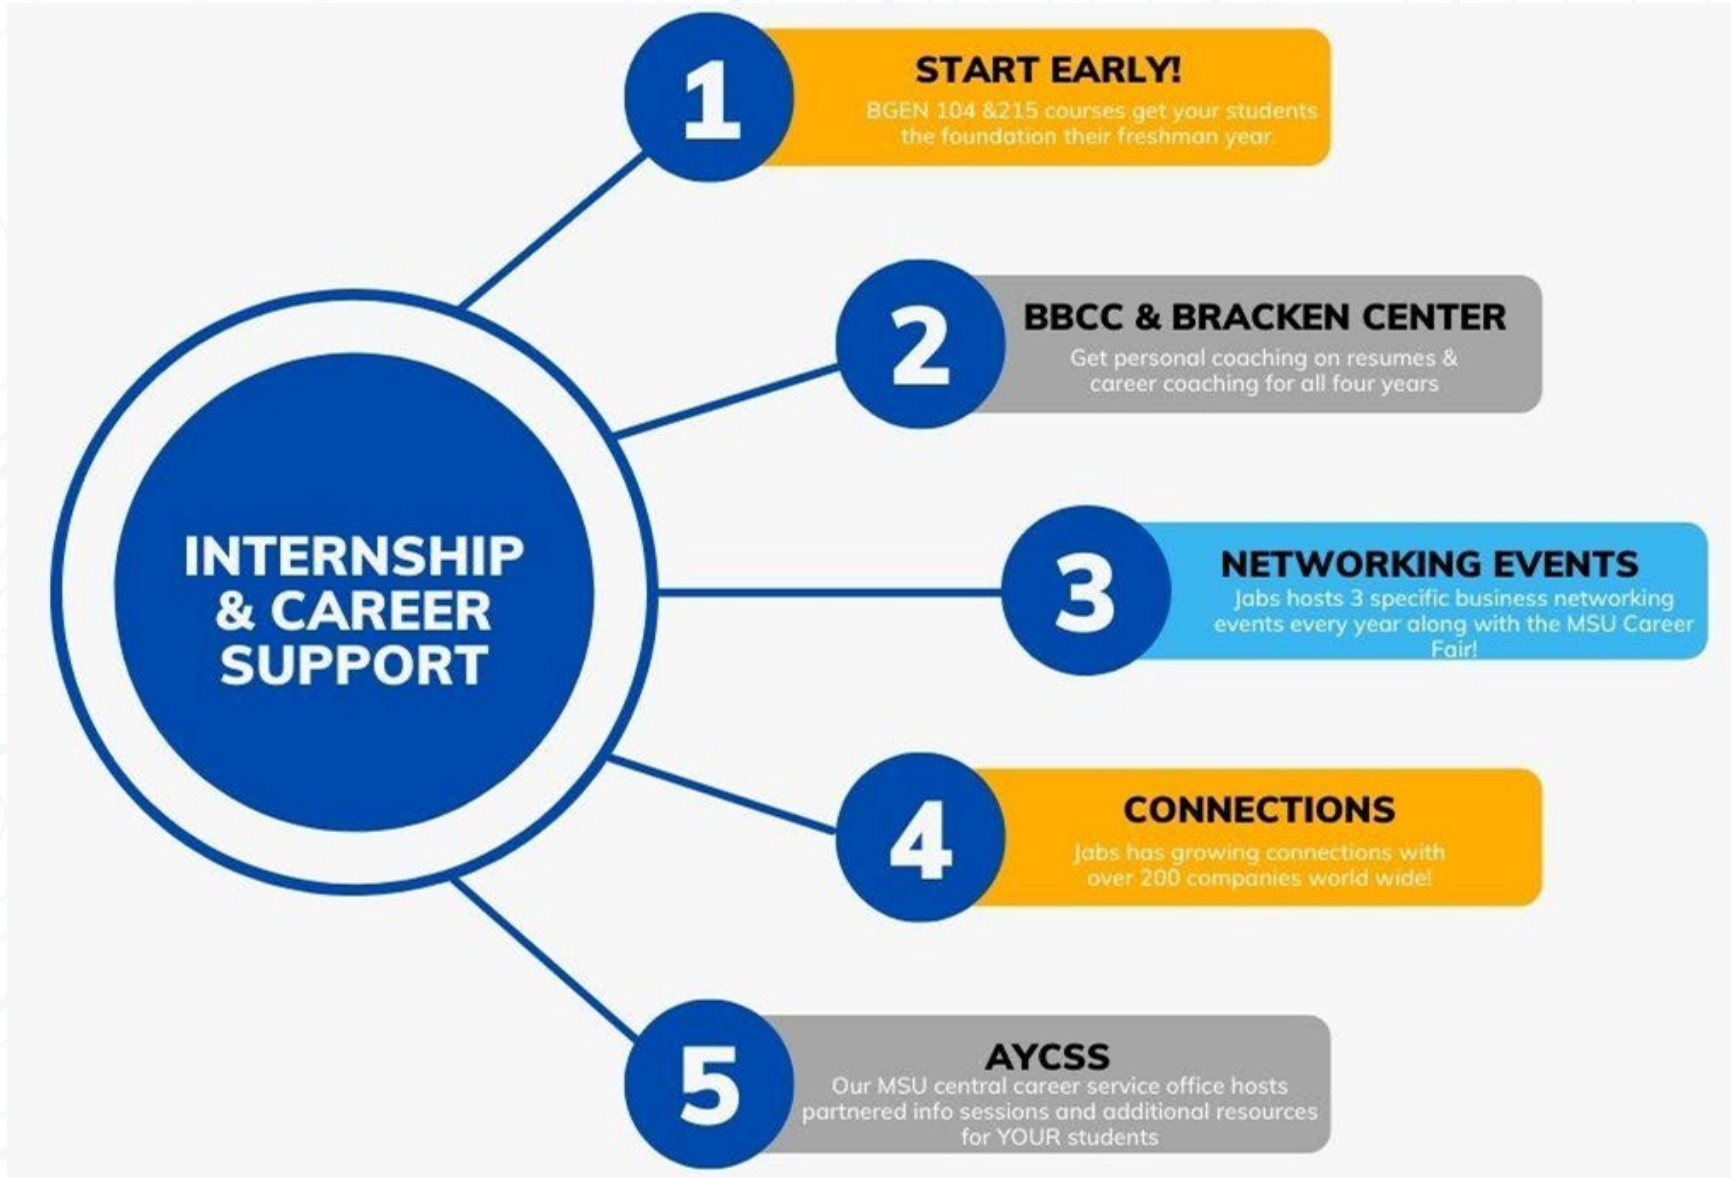 1
START EARLY!
BGEN 104 &215 courses get your students
the foundation their freshman year.
2
BBCC & BRACKEN CENTER
Get personal coaching on resumes &
career coaching for all four years
INTERNSHIP
& CAREER
SUPPORT
3
NETWORKING EVENTS
Jabs hosts 3 specific business networking
events every year along with the MSU Career
Fair!
4
CONNECTIONS
Jabs has growing connections with
over 200 companies world wide!
5
AYCSS
Our MSU central career service office hosts
partnered info sessions and additional resources
for YOUR students